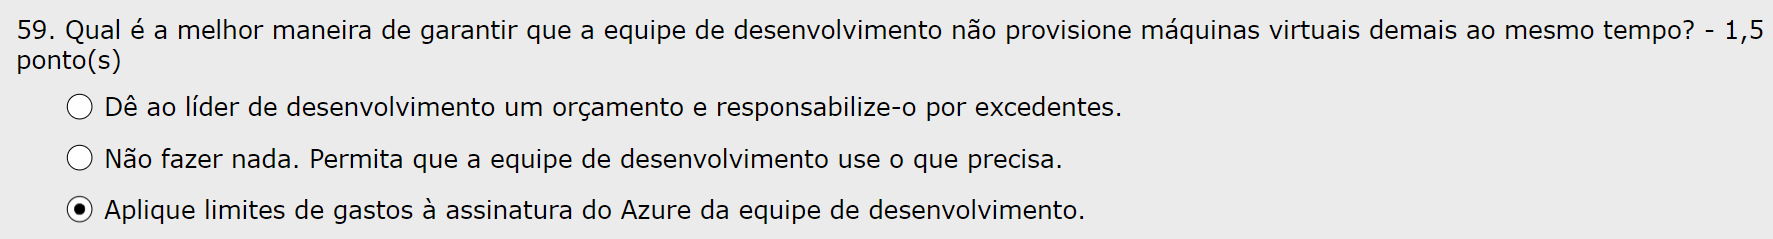 59. Qual é a melhor maneira de garantir que a equipe de desenvolvimento não provisione máquinas virtuais demais ao mesmo tempo? - 1,5
ponto(s)
Dê ao líder de desenvolvimento um orçamento e responsabilize-o por excedentes.
Não fazer nada. Permita que a equipe de desenvolvimento use o que precisa.
Aplique limites de gastos à assinatura do Azure da equipe de desenvolvimento.